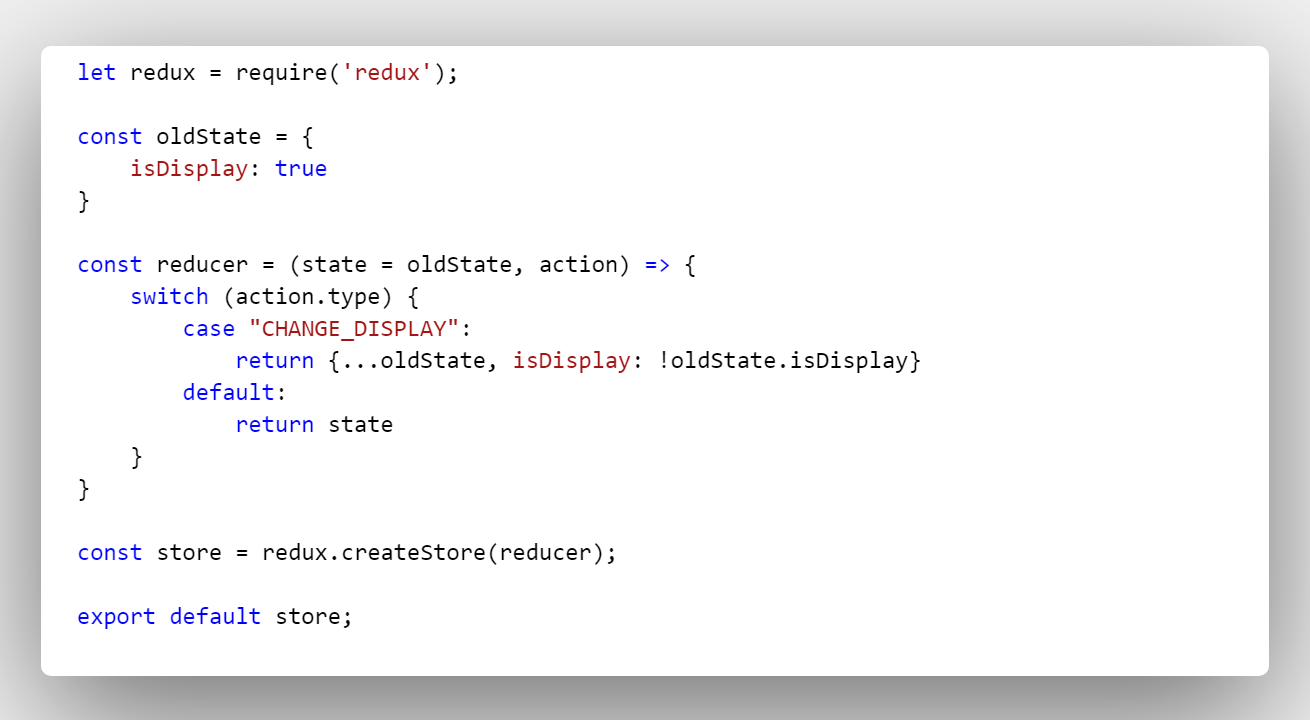 let redux = require('redux');
const oldState = {
    isDisplay: true
}
const reducer = (state = oldState, action) => {
    switch (action.type) {
        case "CHANGE_DISPLAY":
            return {...oldState, isDisplay: !oldState.isDisplay}
        default:
            return state
    }
}
const store = redux.createStore(reducer);
export default store;